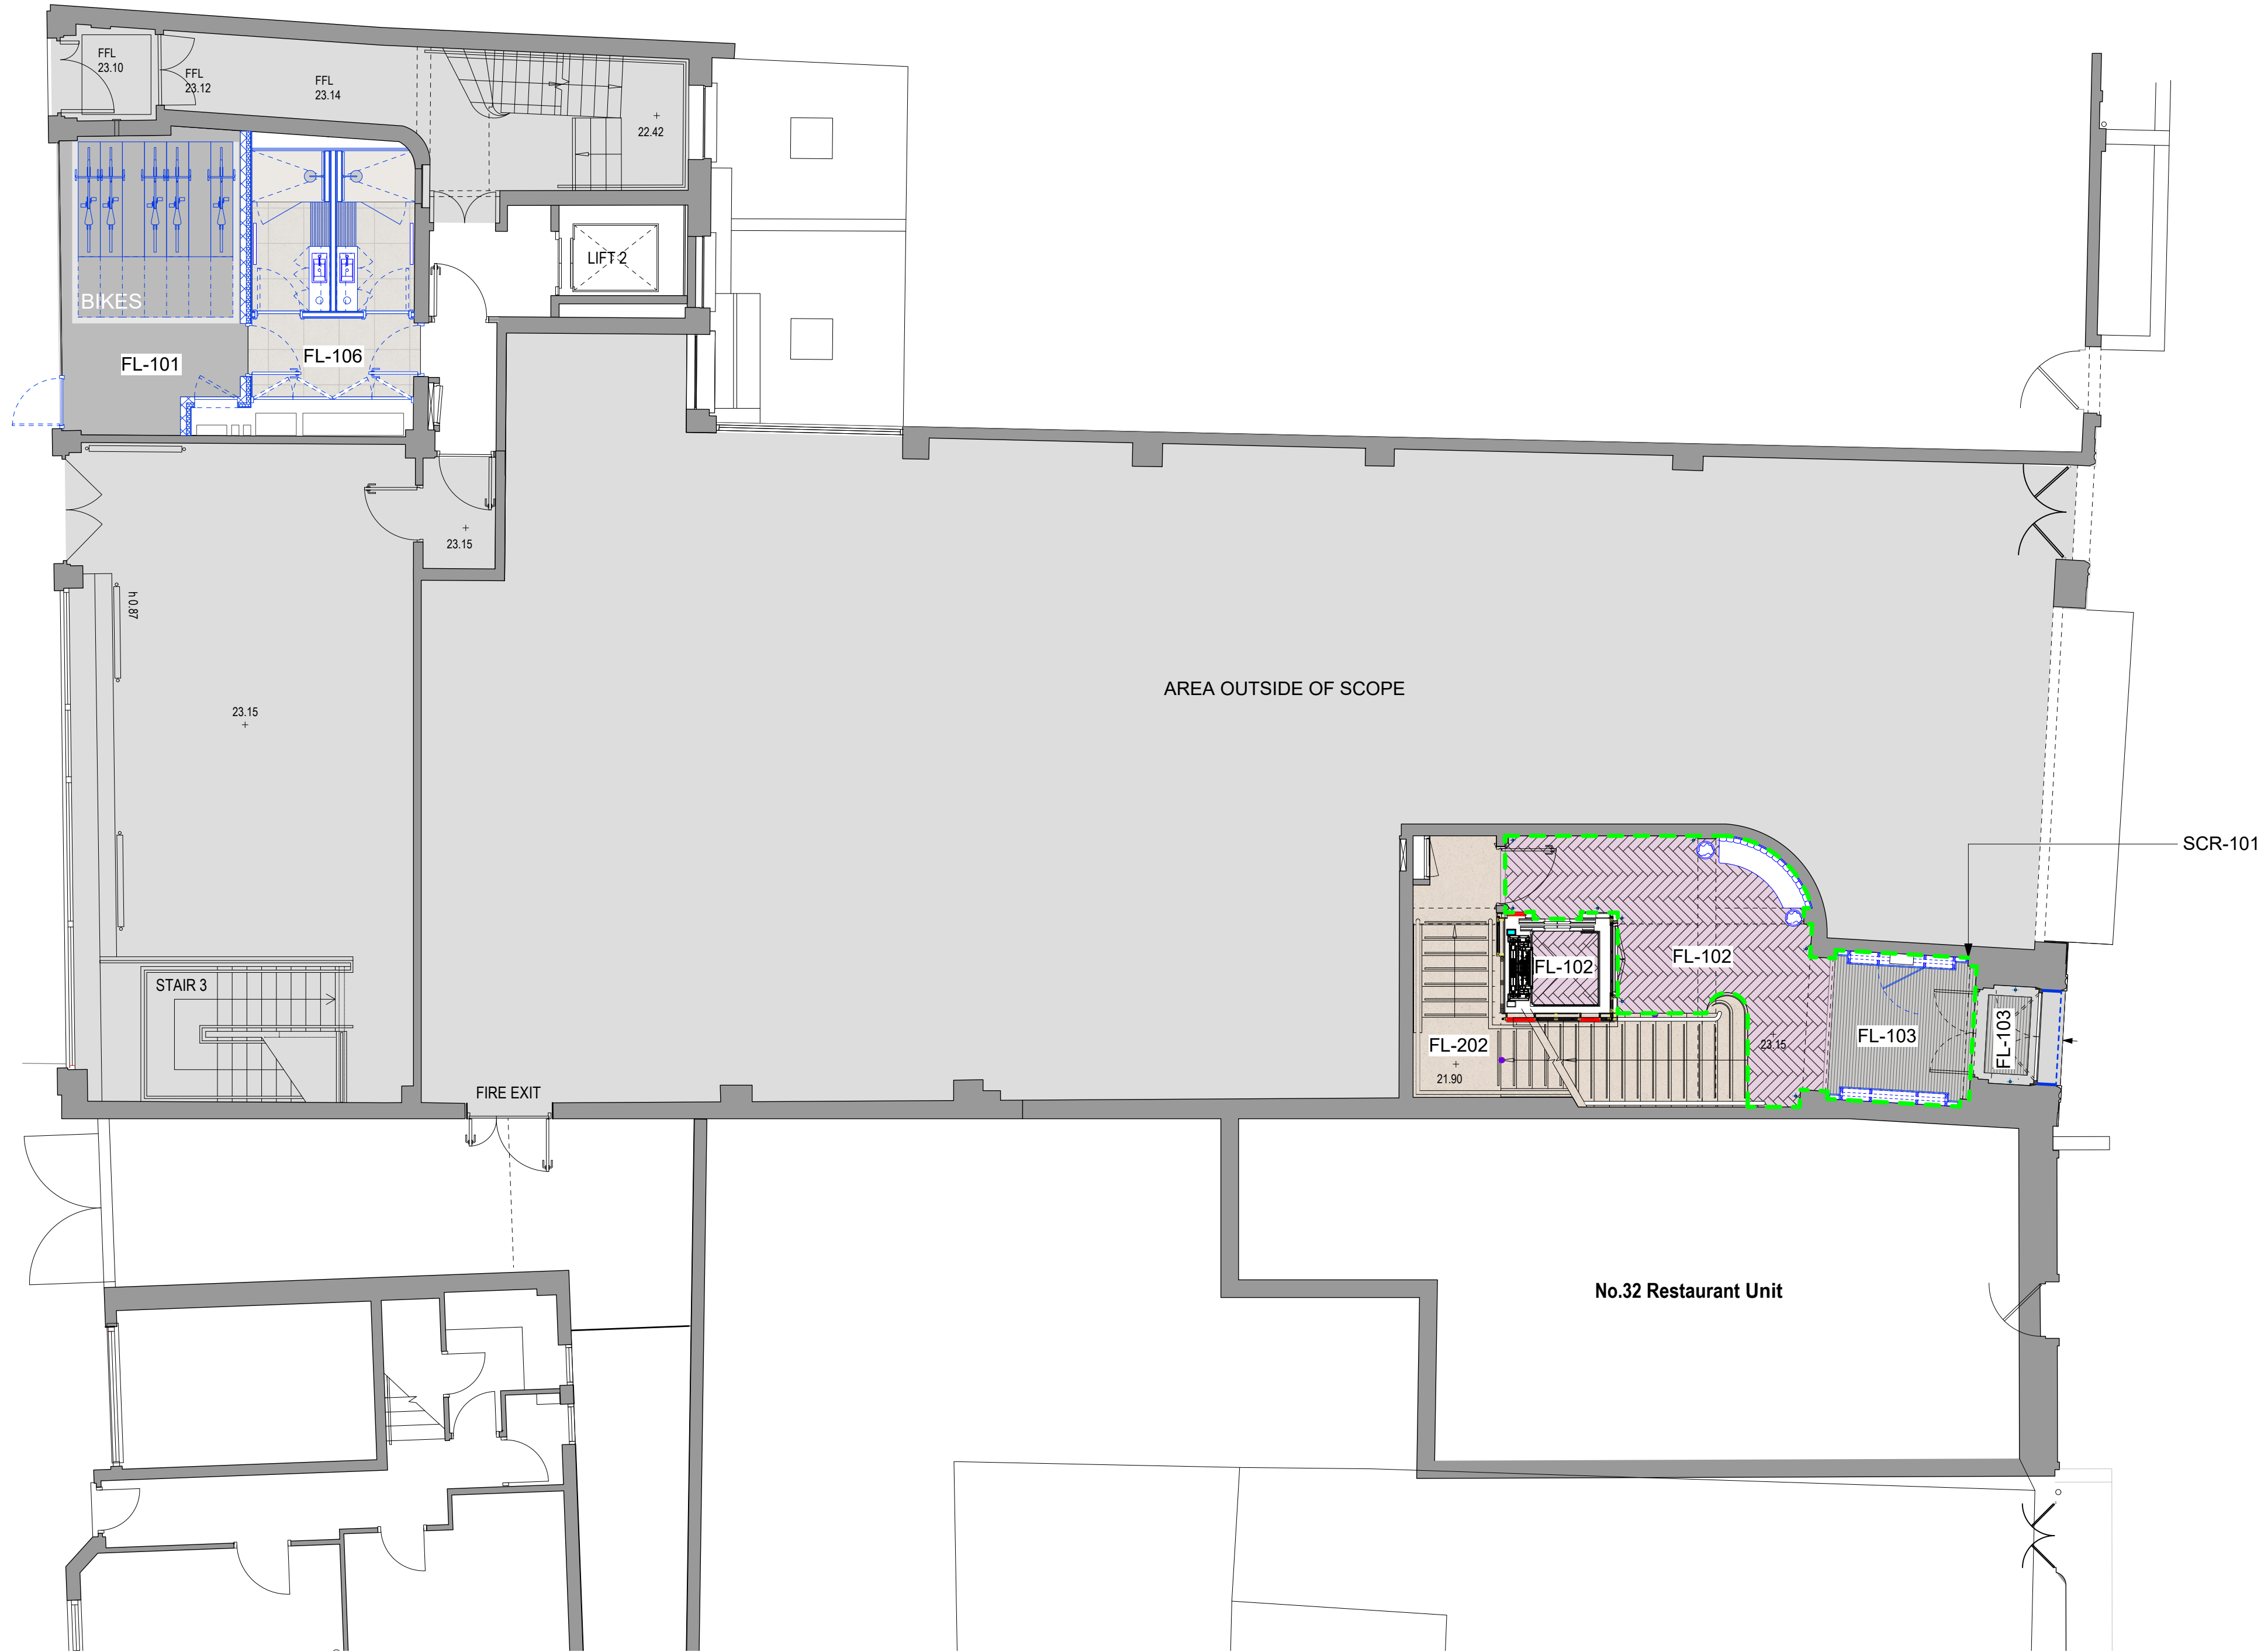 FFL
23.10
FFL
23.12
FFL
23.14
22.42
LIFT 2
BIKES
FL-101
FL-106
23.15
h 0.87
23.15
AREA OUTSIDE OF SCOPE
SCR-101
STAIR 3
FL-102
FL-102
FL-103
FL-103
FL-202
21.90
23.15
FIRE EXIT
No.32 Restaurant Unit